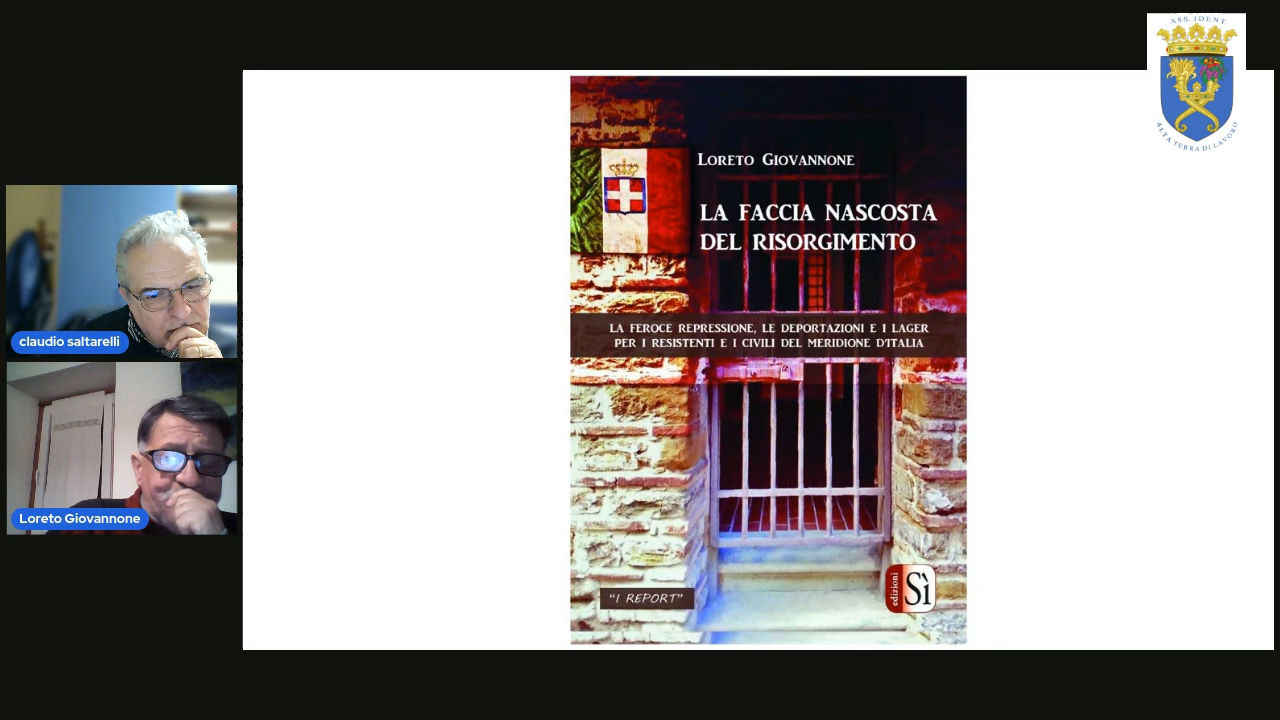 ASS. IDENT.
ALTA TERRA DI LAVORO
LORETO GIOVANNONE
LA FACCIA NASCOSTA
DEL RISORGIMENTO
LA FEROCE REPRESSIONE, LE DEPORTAZIONI E I LAGER
PER I RESISTENTI E I CIVILI DEL MERIDIONE D'ITALIA
claudio saltarelli
Loreto Giovannone
"I REPORT"
edizioni
Sì